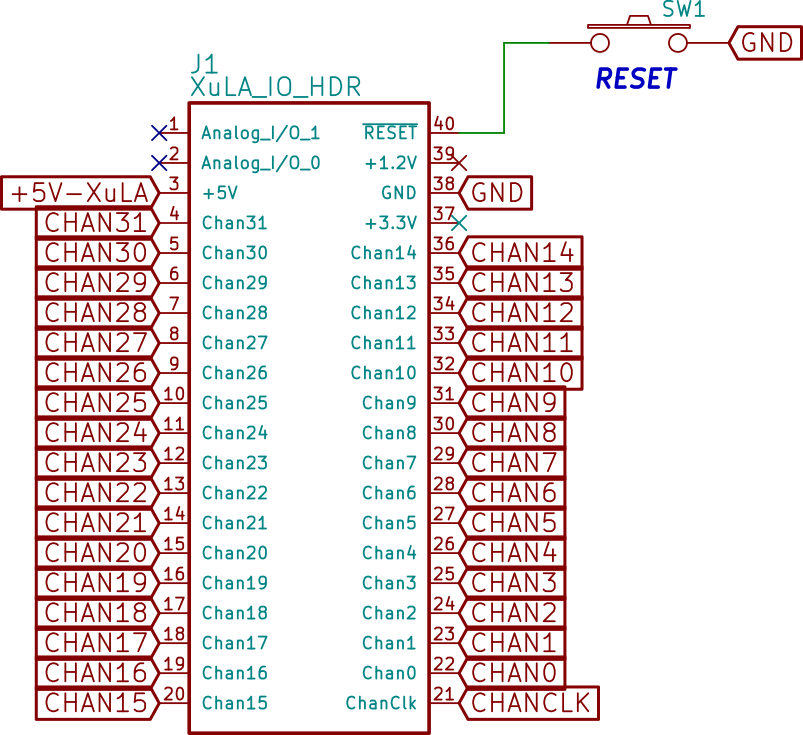 SW1
GND
RESET
J1
XuLA_IO_HDR
1 Analog_I/O_1 RESET 40
2 Analog_I/O_0 +1.2V 39
+5V-XuLA 3 +5V GND 38 GND
CHAN31 4 Chan31 +3.3V 37
CHAN30 5 Chan30 Chan14 36 CHAN14
CHAN29 6 Chan29 Chan13 35 CHAN13
CHAN28 7 Chan28 Chan12 34 CHAN12
CHAN27 8 Chan27 Chan11 33 CHAN11
CHAN26 9 Chan26 Chan10 32 CHAN10
CHAN25 10 Chan25 Chan9 31 CHAN9
CHAN24 11 Chan24 Chan8 30 CHAN8
CHAN23 12 Chan23 Chan7 29 CHAN7
CHAN22 13 Chan22 Chan6 28 CHAN6
CHAN21 14 Chan21 Chan5 27 CHAN5
CHAN20 15 Chan20 Chan4 26 CHAN4
CHAN19 16 Chan19 Chan3 25 CHAN3
CHAN18 17 Chan18 Chan2 24 CHAN2
CHAN17 18 Chan17 Chan1 23 CHAN1
CHAN16 19 Chan16 Chan0 22 CHAN0
CHAN15 20 Chan15 ChanClk 21 CHANCLK